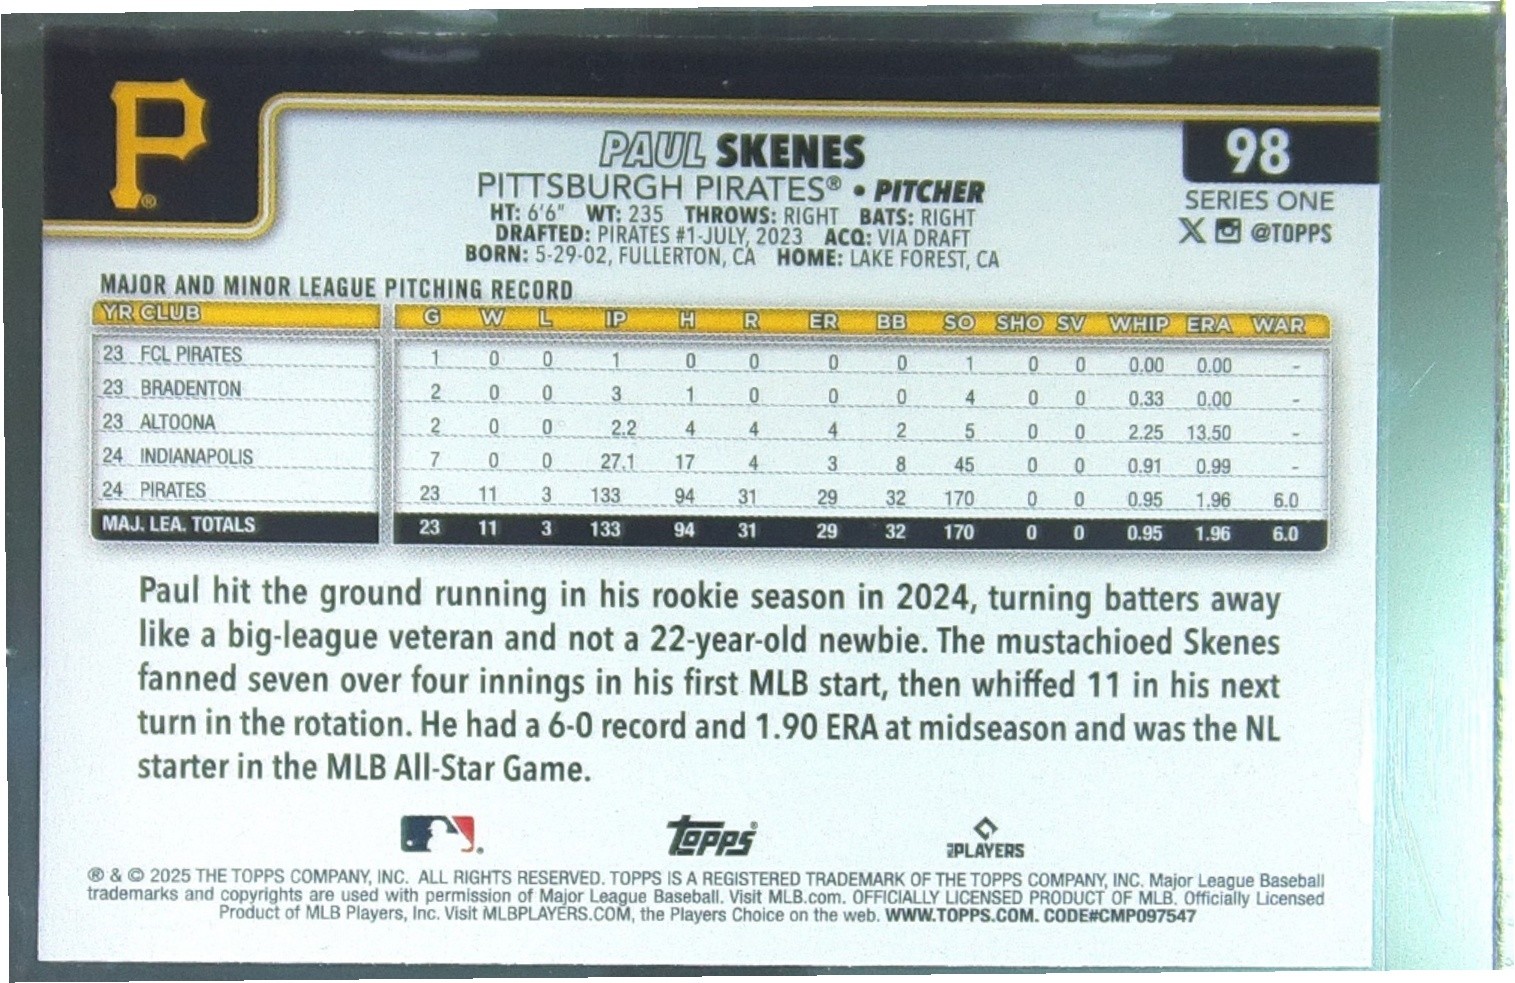 P®
PAUL SKENES
98
PITTSBURGH PIRATES® • PITCHER
SERIES ONE
HT: 6'6" WT: 235 THROWS: RIGHT BATS: RIGHT
@TOPPS
DRAFTED: PIRATES #1-JULY, 2023 ACQ: VIA DRAFT
BORN: 5-29-02, FULLERTON, CA HOME: LAKE FOREST, CA
MAJOR AND MINOR LEAGUE PITCHING RECORD
YR CLUB G W L IP H R ER BB SO SHO SV WHIP ERA WAR
23 FCL PIRATES 1 0 0 1 0 0 0 0 1 0 0 0.00 0.00 -
23 BRADENTON 2 0 0 3 1 0 0 0 4 0 0 0.33 0.00 -
23 ALTOONA 2 0 0 2.2 4 4 4 2 5 0 0 2.25 13.50 -
24 INDIANAPOLIS 7 0 0 27.1 17 4 3 8 45 0 0 0.91 0.99 -
24 PIRATES 23 11 3 133 94 31 29 32 170 0 0 0.95 1.96 6.0
MAJ. LEA. TOTALS 23 11 3 133 94 31 29 32 170 0 0 0.95 1.96 6.0
Paul hit the ground running in his rookie season in 2024, turning batters away
like a big-league veteran and not a 22-year-old newbie. The mustachioed Skenes
fanned seven over four innings in his first MLB start, then whiffed 11 in his next
turn in the rotation. He had a 6-0 record and 1.90 ERA at midseason and was the NL
starter in the MLB All-Star Game.
Topps® MLBPLAYERS
® & © 2025 THE TOPPS COMPANY, INC. ALL RIGHTS RESERVED. TOPPS IS A REGISTERED TRADEMARK OF THE TOPPS COMPANY, INC. Major League Baseball
trademarks and copyrights are used with permission of Major League Baseball. Visit MLB.com. OFFICIALLY LICENSED PRODUCT OF MLB. Officially Licensed
Product of MLB Players, Inc. Visit MLBPLAYERS.COM, the Players Choice on the web. WWW.TOPPS.COM. CODE#CMP097547